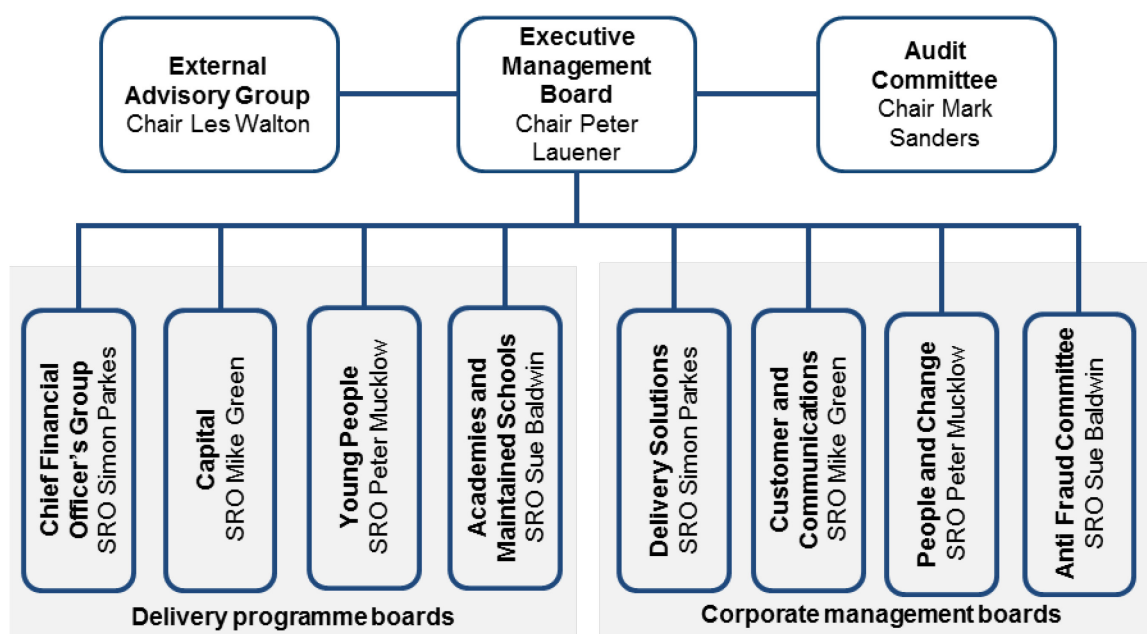 External
Advisory Group
Chair Les Walton
Executive
Management
Board
Chair Peter
Lauener
Audit
Committee
Chair Mark
Sanders
Chief Financial
Officer’s Group
SRO Simon Parkes
Capital
SRO Mike Green
Young People
SRO Peter Mucklow
Academies and
Maintained Schools
SRO Sue Baldwin
Delivery Solutions
SRO Simon Parkes
Customer and
Communications
SRO Mike Green
People and Change
SRO Peter Mucklow
Anti Fraud Committee
SRO Sue Baldwin
Delivery programme boards
Corporate management boards